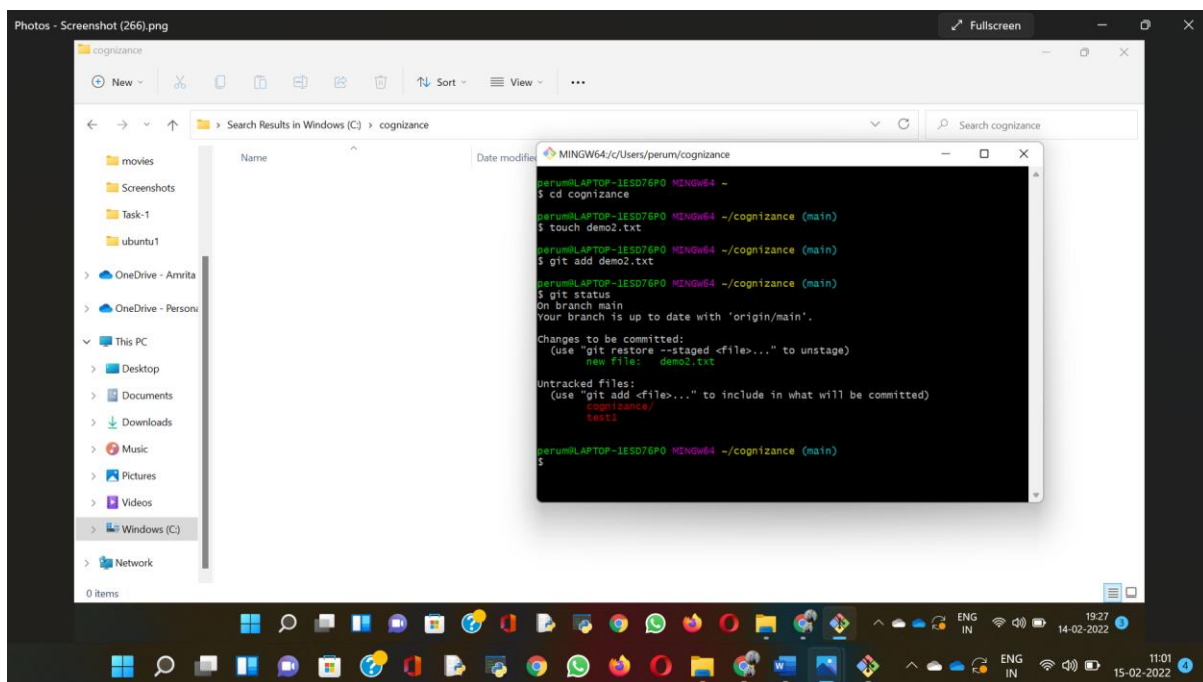 Photos - Screenshot (266).png
Fullscreen
cognizance
New
Sort
View
Search Results in Windows (C:) > cognizance
Search cognizance
movies
Screenshots
Task-1
ubuntu1
OneDrive - Amrita
OneDrive - Persona
This PC
Desktop
Documents
Downloads
Music
Pictures
Videos
Windows (C:)
Network
0 items
Name
Date modified
MINGW64:/c/Users/perum/cognizance
perum@LAPTOP-1ESD76P0 MINGW64 ~
$ cd cognizance
perum@LAPTOP-1ESD76P0 MINGW64 ~/cognizance (main)
$ touch demo2.txt
perum@LAPTOP-1ESD76P0 MINGW64 ~/cognizance (main)
$ git add demo2.txt
perum@LAPTOP-1ESD76P0 MINGW64 ~/cognizance (main)
$ git status
On branch main
Your branch is up to date with 'origin/main'.
Changes to be committed:
(use "git restore --staged <file>..." to unstage)
new file: demo2.txt
Untracked files:
(use "git add <file>..." to include in what will be committed)
cognizance/
test1
perum@LAPTOP-1ESD76P0 MINGW64 ~/cognizance (main)
$
ENG
IN
19:27
14-02-2022
3
ENG
IN
11:01
15-02-2022
4